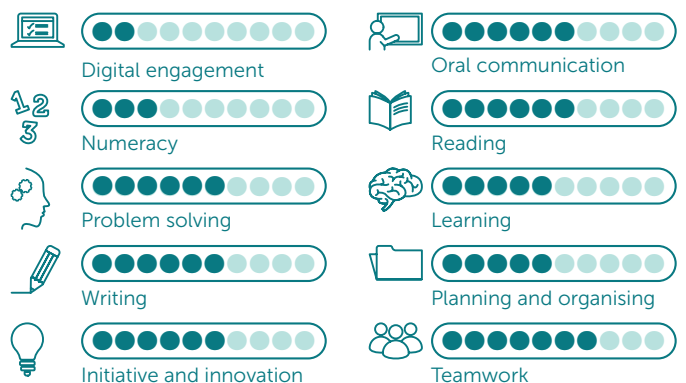 Digital engagement
Oral communication
1 2
3
Numeracy
Reading
Problem solving
Learning
Writing
Planning and organising
Initiative and innovation
Teamwork